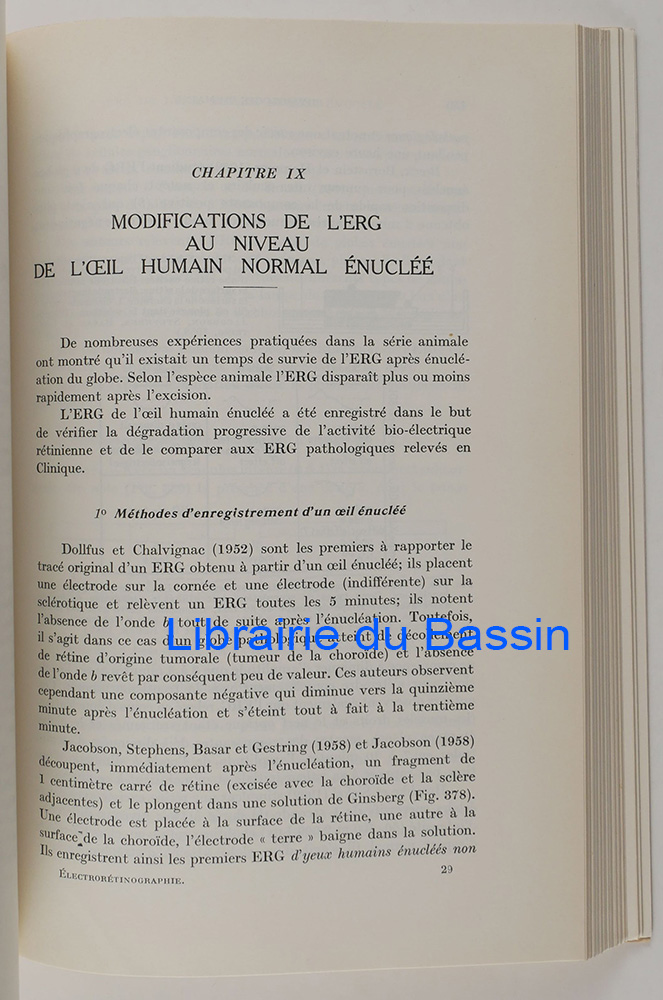 CHAPITRE IX
MODIFICATIONS DE L'ERG
AU NIVEAU
DE L'ŒIL HUMAIN NORMAL ÉNUCLÉÉ
De nombreuses expériences pratiquées dans la série animale
ont montré qu'il existait un temps de survie de l'ERG après énuclé-
ation du globe. Selon l'espèce animale l'ERG disparaît plus ou moins
rapidement après l'excision.
L'ERG de l'œil humain énucléé a été enregistré dans le but
de vérifier la dégradation progressive de l'activité bio-électrique
rétinienne et de le comparer aux ERG pathologiques relevés en
Clinique.
1º Méthodes d'enregistrement d'un œil énucléé
Dollfus et Chalvignac (1952) sont les premiers à rapporter le
tracé original d'un ERG obtenu à partir d'un œil énucléé; ils placent
une électrode sur la cornée et une électrode (indifférente) sur la
sclérotique et relèvent un ERG toutes les 5 minutes; ils notent
l'absence de l'onde b tout de suite après l'énucléation. Toutefois,
il s'agit dans ce cas d'un globe pathologique atteint de décollement
de rétine d'origine tumorale (tumeur de la choroïde) et l'absence
de l'onde b revêt par conséquent peu de valeur. Ces auteurs observent
cependant une composante négative qui diminue vers la quinzième
minute après l'énucléation et s'éteint tout à fait à la trentième
minute.
Jacobson, Stephens, Basar et Gestring (1958) et Jacobson (1958)
découpent, immédiatement après l'énucléation, un fragment de
1 centimètre carré de rétine (excisée avec la choroïde et la sclère
adjacentes) et le plongent dans une solution de Ginsberg (Fig. 378).
Une électrode est placée à la surface de la rétine, une autre à la
surface de la choroïde, l'électrode « terre » baigne dans la solution.
Ils enregistrent ainsi les premiers ERG d'yeux humains énucléés non
ÉLECTRORÉTINOGRAPHIE.
29
Librairie du Bassin